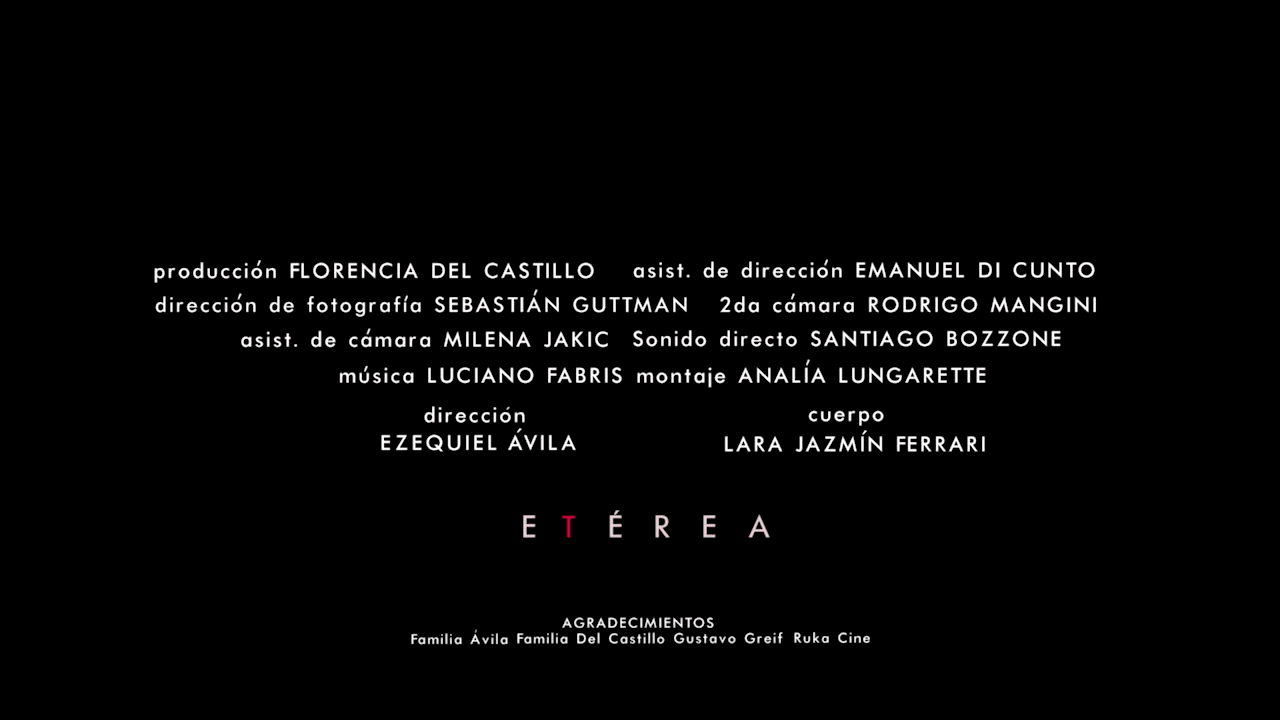 producción FLORENCIA DEL CASTILLO asist. de dirección EMANUEL DI CUNTO
dirección de fotografía SEBASTIÁN GUTTMAN 2da cámara RODRIGO MANGINI
asist. de cámara MILENA JAKIC Sonido directo SANTIAGO BOZZONE
música LUCIANO FABRIS montaje ANALÍA LUNGARETTE
dirección
EZEQUIEL ÁVILA
cuerpo
LARA JAZMÍN FERRARI
ETÉREA
AGRADECIMIENTOS
Familia Ávila Familia Del Castillo Gustavo Greif Ruka Cine